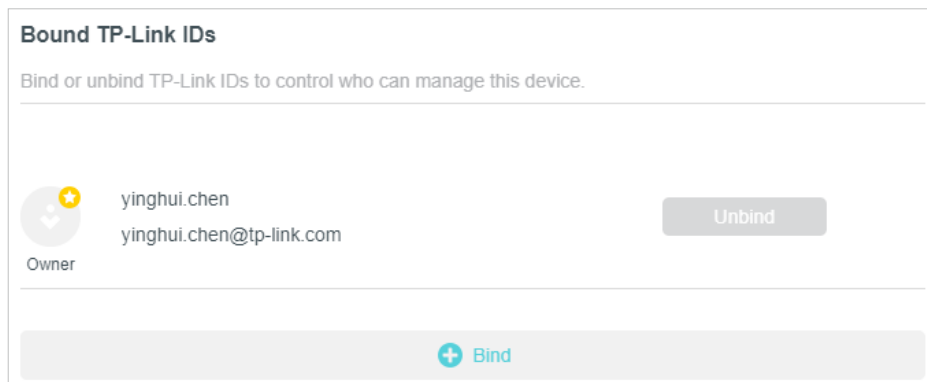 Bound TP-Link IDs
Bind or unbind TP-Link IDs to control who can manage this device.
yinghui.chen
Unbind
yinghui.chen@tp-link.com
Owner
Bind